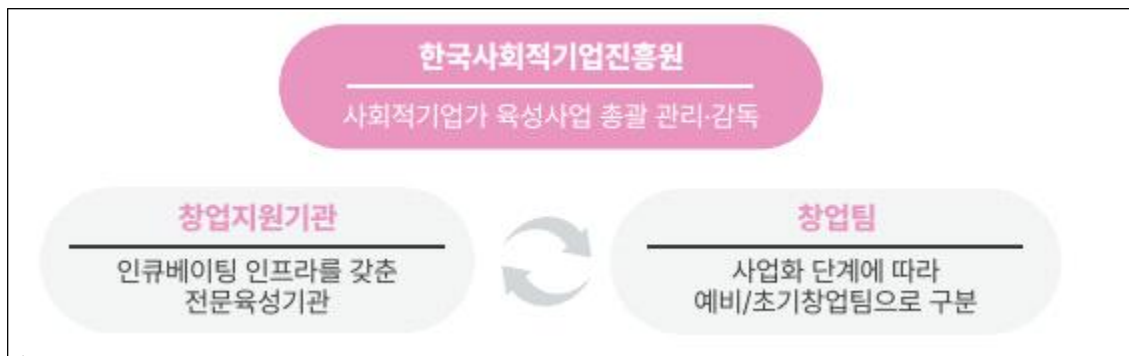 한국사회적기업진흥원
사회적기업가 육성사업 총괄 관리·감독
창업지원기관
인큐베이팅 인프라를 갖춘
전문육성기관
창업팀
사업화 단계에 따라
예비/초기창업팀으로 구분